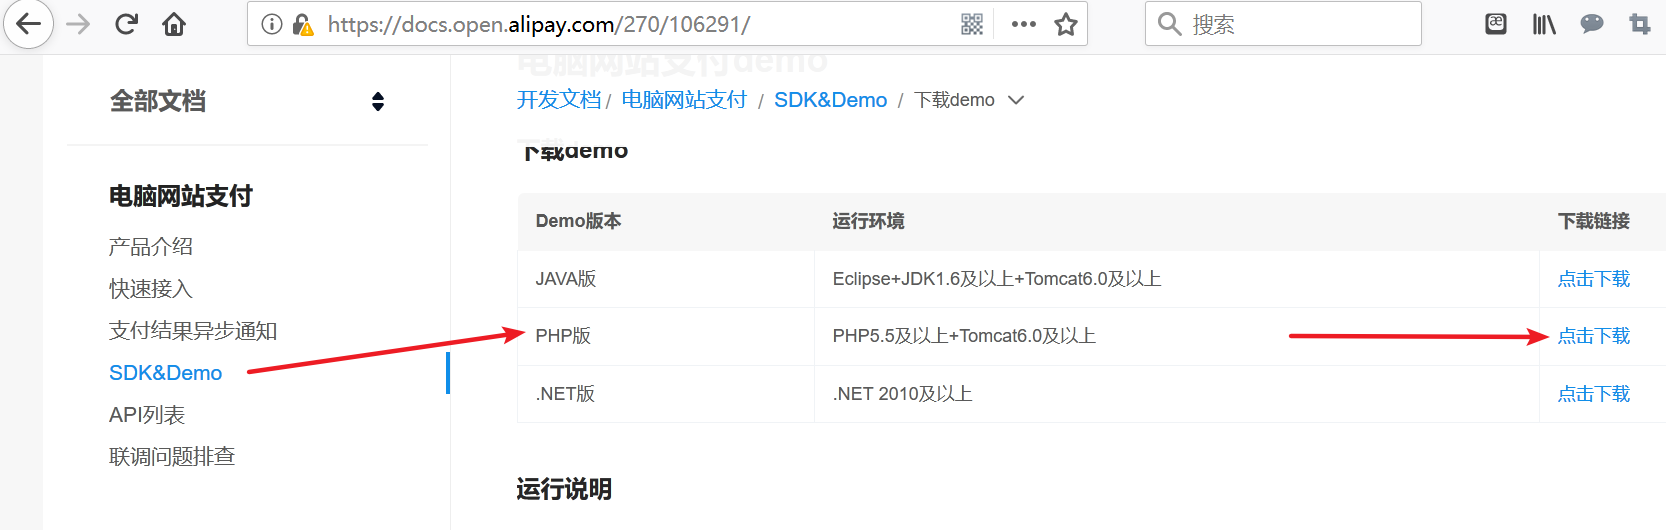 https://docs.open.alipay.com/270/106291/
搜索
全部文档
电脑网站支付
产品介绍
快速接入
支付结果异步通知
SDK&Demo
API列表
联调问题排查
电脑网站支付demo
开发文档 / 电脑网站支付 / SDK&Demo / 下载demo
下载demo
Demo版本 运行环境 下载链接
JAVA版 Eclipse+JDK1.6及以上+Tomcat6.0及以上 点击下载
PHP版 PHP5.5及以上+Tomcat6.0及以上 点击下载
.NET版 .NET 2010及以上 点击下载
运行说明